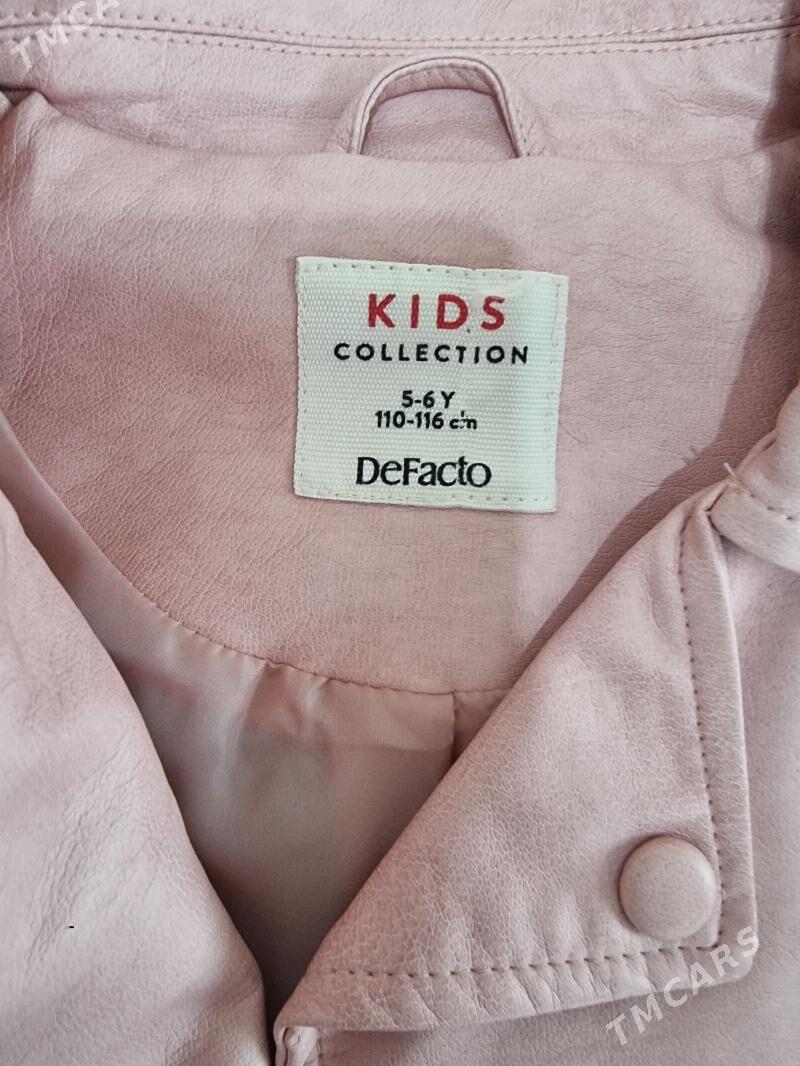 TMCARS
KIDS
COLLECTION
5-6 Y
110-116 cm
DeFacto
TMCARS